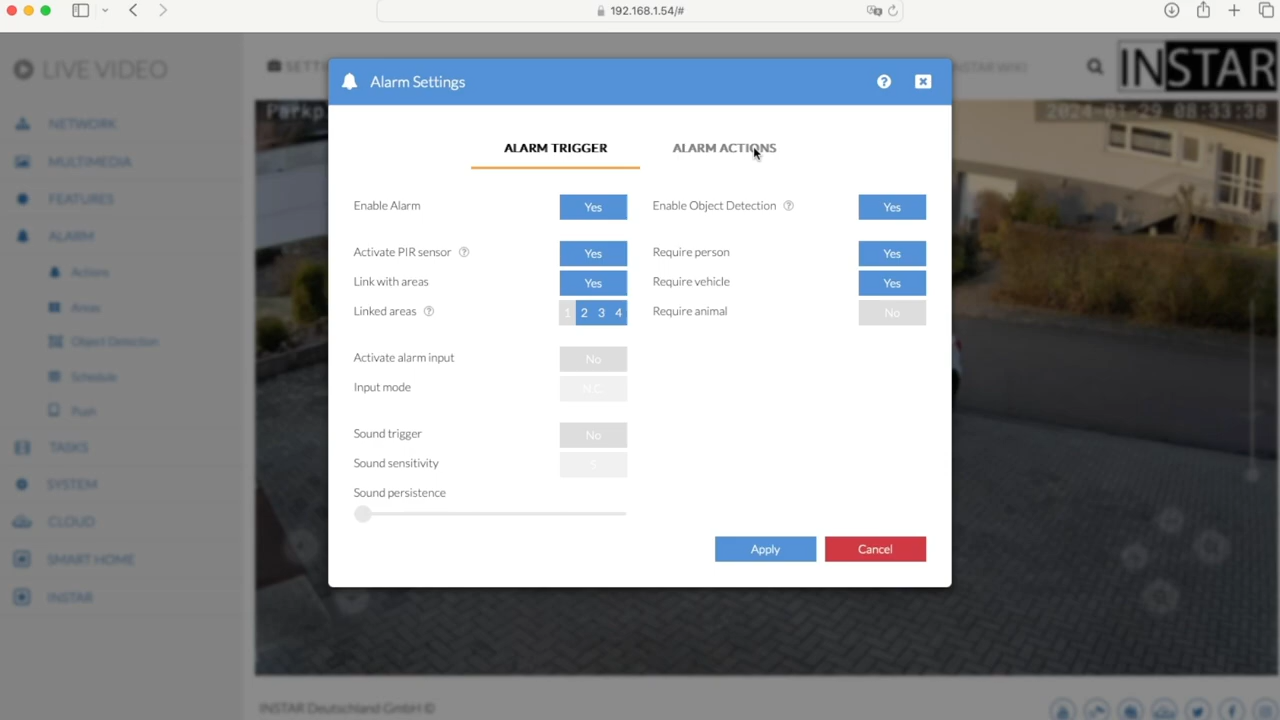 192.168.1.54/#
LIVE VIDEO
INSTAR WIKI
INSTAR
Parkp
2024-01-29 08:33:38
NETWORK
MULTIMEDIA
FEATURES
ALARM
Actions
Areas
Object Detection
Schedule
Push
TASKS
SYSTEM
CLOUD
SMART HOME
INSTAR
Alarm Settings
ALARM TRIGGER
ALARM ACTIONS
Enable Alarm Yes
Activate PIR sensor ? Yes
Link with areas Yes
Linked areas ? 1 2 3 4
Activate alarm input No
Input mode N.C.
Sound trigger No
Sound sensitivity 5
Sound persistence
Enable Object Detection ? Yes
Require person Yes
Require vehicle Yes
Require animal No
Apply
Cancel
INSTAR Deutschland GmbH ©